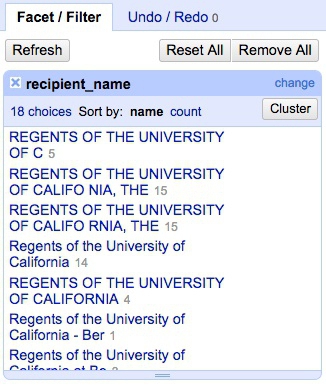 Facet / Filter Undo / Redo 0
Refresh Reset All Remove All
recipient_name change
18 choices Sort by: name count Cluster
REGENTS OF THE UNIVERSITY
OF C 5
REGENTS OF THE UNIVERSITY
OF CALIFO NIA, THE 15
REGENTS OF THE UNIVERSITY
OF CALIFO RNIA, THE 15
Regents of the University of
California 14
REGENTS OF THE UNIVERSITY
OF CALIFORNIA 4
Regents of the University of
California - Ber 1
Regents of the University of